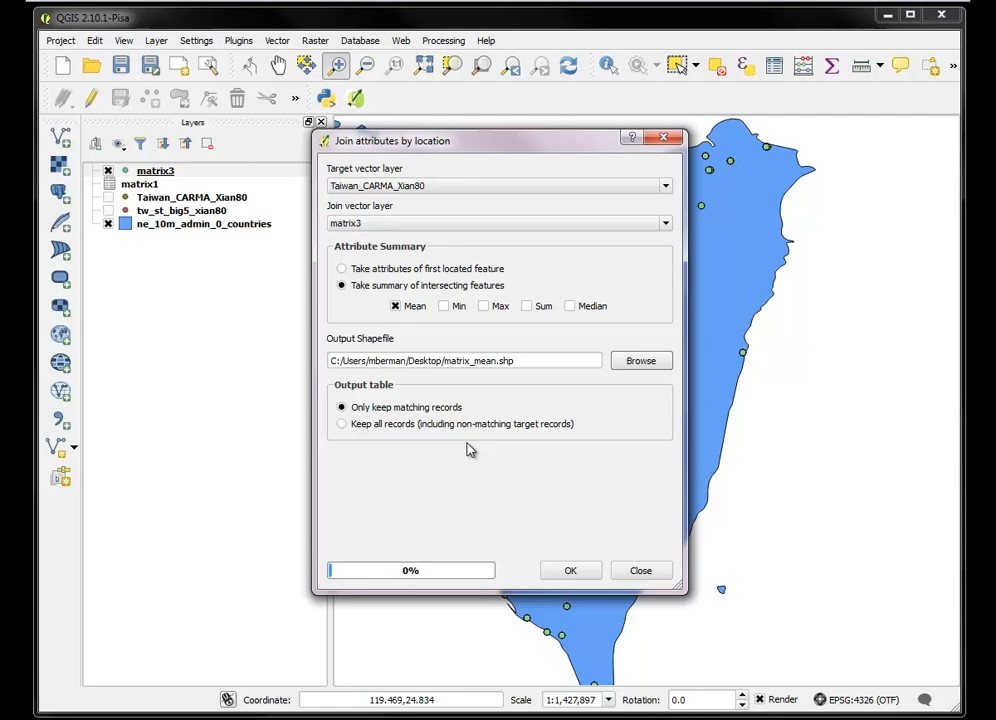 QGIS 2.10.1-Pisa
Project Edit View Layer Settings Plugins Vector Raster Database Web Processing Help
Layers
matrix3
matrix1
Taiwan_CARMA_Xian80
tw_st_big5_xian80
ne_10m_admin_0_countries
Join attributes by location
Target vector layer
Taiwan_CARMA_Xian80
Join vector layer
matrix3
Attribute Summary
Take attributes of first located feature
Take summary of intersecting features
Mean Min Max Sum Median
Output Shapefile
C:/Users/mberman/Desktop/matrix_mean.shp Browse
Output table
Only keep matching records
Keep all records (including non-matching target records)
0% OK Close
Coordinate: 119.469,24.834 Scale 1:1,427,897 Rotation: 0.0 Render EPSG:4326 (OTF)